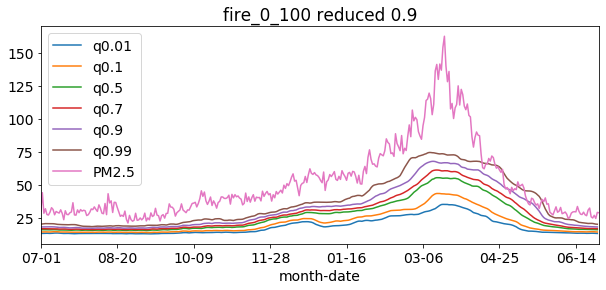 fire_0_100 reduced 0.9
q0.01
q0.1
q0.5
q0.7
q0.9
q0.99
PM2.5
150
125
100
75
50
25
07-01 08-20 10-09 11-28 01-16 03-06 04-25 06-14
month-date